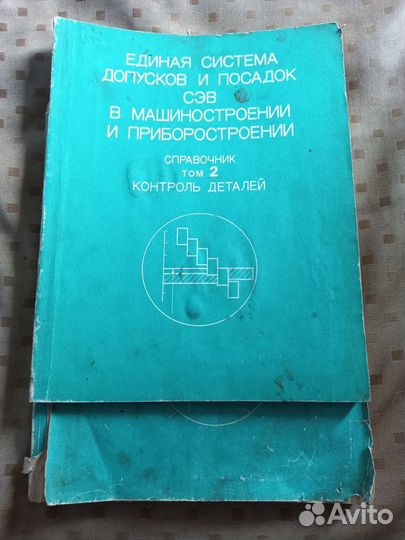 ЕДИНАЯ СИСТЕМА
ДОПУСКОВ И ПОСАДОК
СЭВ
В МАШИНОСТРОЕНИИ
И ПРИБОРОСТРОЕНИИ
СПРАВОЧНИК
ТОМ 2
КОНТРОЛЬ ДЕТАЛЕЙ
Avito